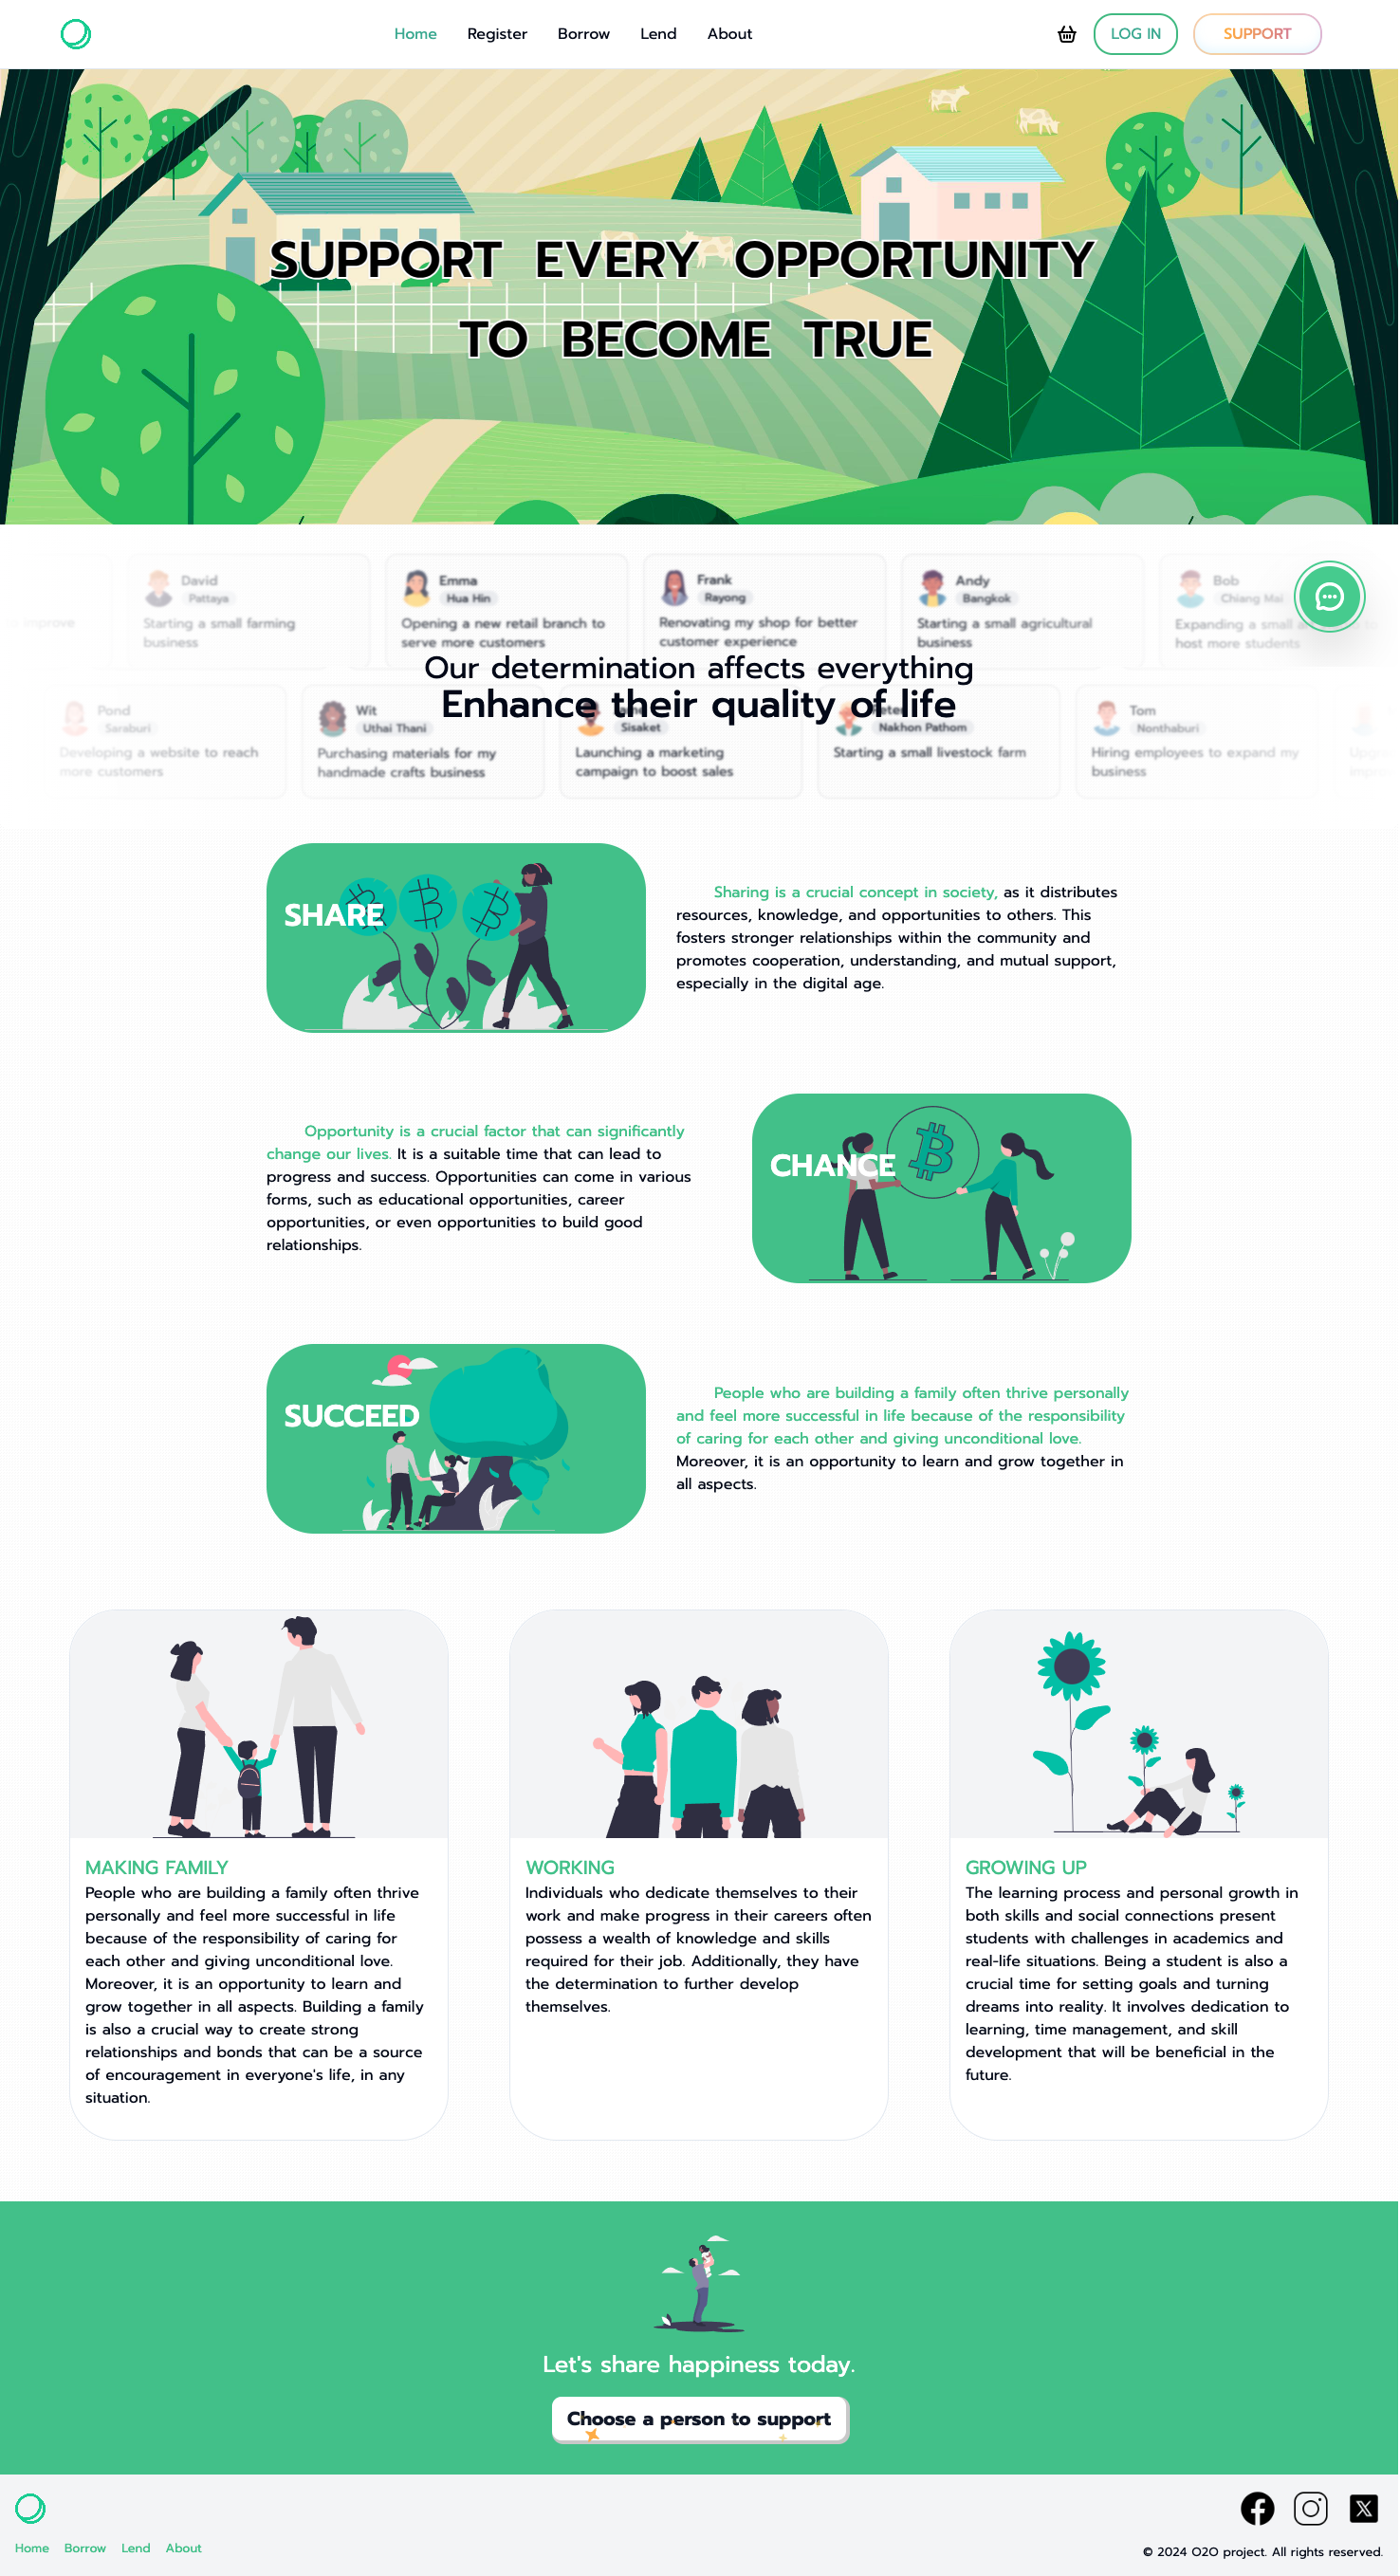 Home Register Borrow Lend About LOG IN SUPPORT
SUPPORT EVERY OPPORTUNITY
TO BECOME TRUE
David
Pattaya
Starting a small farming
business
Emma
Hua Hin
Opening a new retail branch to
serve more customers
Frank
Rayong
Renovating my shop for better
customer experience
Andy
Bangkok
Starting a small agricultural
business
Bob
Chiang Mai
Expanding a small
host more students
improve
Our determination affects everything
Enhance their quality of life
Pond
Saraburi
Developing a website to reach
more customers
Wit
Uthai Thani
Purchasing materials for my
handmade crafts business
Sisaket
Launching a marketing
campaign to boost sales
Nakhon Pathom
Starting a small livestock farm
Tom
Nonthaburi
Hiring employees to expand my
business
SHARE
Sharing is a crucial concept in society, as it distributes
resources, knowledge, and opportunities to others. This
fosters stronger relationships within the community and
promotes cooperation, understanding, and mutual support,
especially in the digital age.
Opportunity is a crucial factor that can significantly
change our lives. It is a suitable time that can lead to
progress and success. Opportunities can come in various
forms, such as educational opportunities, career
opportunities, or even opportunities to build good
relationships.
CHANCE
SUCCEED
People who are building a family often thrive personally
and feel more successful in life because of the responsibility
of caring for each other and giving unconditional love.
Moreover, it is an opportunity to learn and grow together in
all aspects.
MAKING FAMILY
People who are building a family often thrive
personally and feel more successful in life
because of the responsibility of caring for
each other and giving unconditional love.
Moreover, it is an opportunity to learn and
grow together in all aspects. Building a family
is also a crucial way to create strong
relationships and bonds that can be a source
of encouragement in everyone's life, in any
situation.
WORKING
Individuals who dedicate themselves to their
work and make progress in their careers often
possess a wealth of knowledge and skills
required for their job. Additionally, they have
the determination to further develop
themselves.
GROWING UP
The learning process and personal growth in
both skills and social connections present
students with challenges in academics and
real-life situations. Being a student is also a
crucial time for setting goals and turning
dreams into reality. It involves dedication to
learning, time management, and skill
development that will be beneficial in the
future.
Let's share happiness today.
Choose a person to support
Home Borrow Lend About
© 2024 O2O project. All rights reserved.